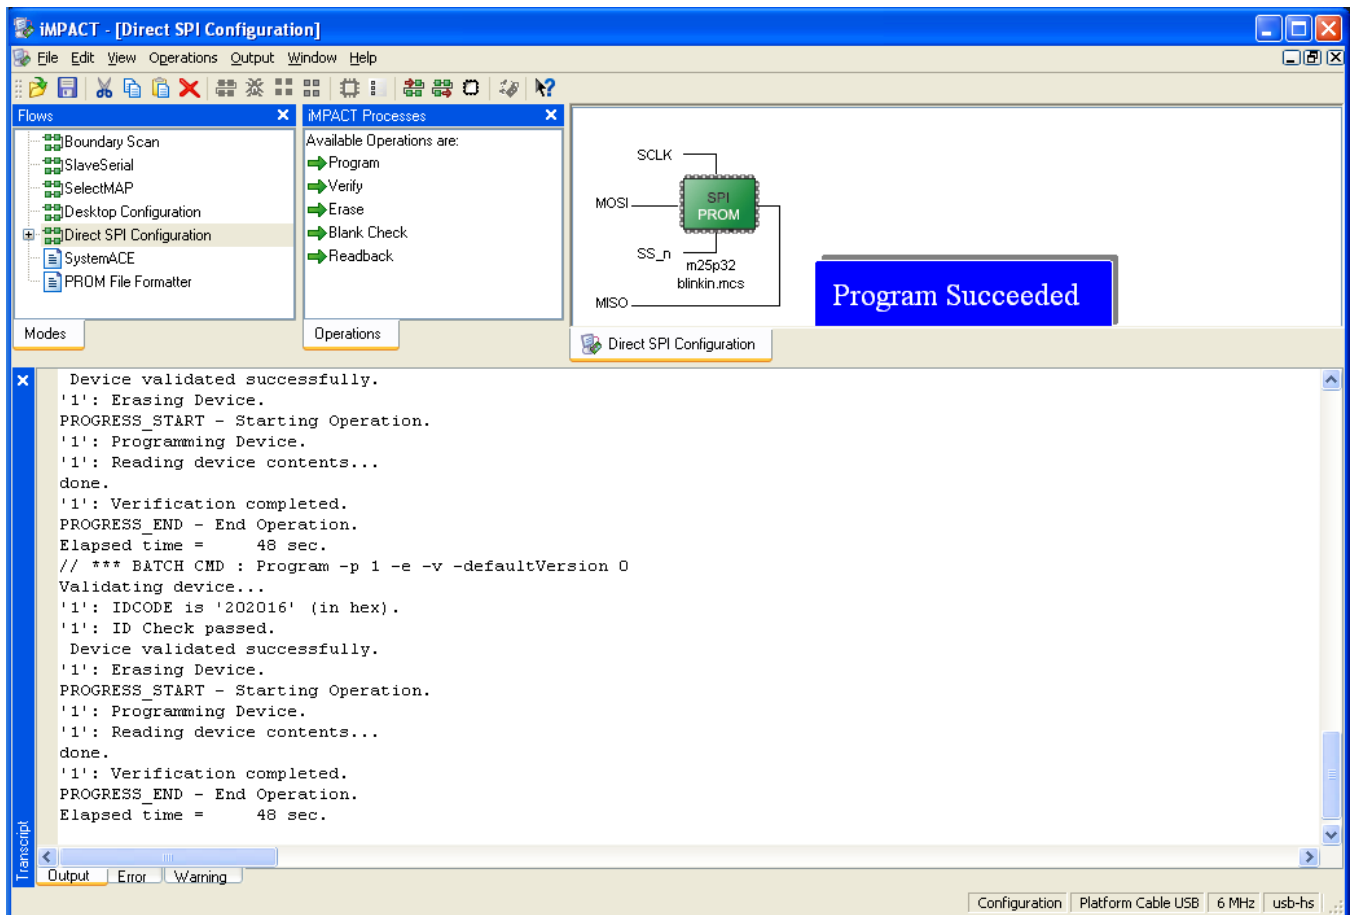 iMPACT - [Direct SPI Configuration]
File Edit View Operations Output Window Help
Flows
Boundary Scan
SlaveSerial
SelectMAP
Desktop Configuration
Direct SPI Configuration
SystemACE
PROM File Formatter
Modes
iMPACT Processes
Available Operations are:
Program
Verify
Erase
Blank Check
Readback
Operations
SCLK
MOSI
SPI
PROM
SS_n
m25p32
blinkin.mcs
MISO
Program Succeeded
Direct SPI Configuration
Device validated successfully.
'1': Erasing Device.
PROGRESS_START - Starting Operation.
'1': Programming Device.
'1': Reading device contents...
done.
'1': Verification completed.
PROGRESS_END - End Operation.
Elapsed time =     48 sec.
// *** BATCH CMD : Program -p 1 -e -v -defaultVersion 0
Validating device...
'1': IDCODE is '202016' (in hex).
'1': ID Check passed.
Device validated successfully.
'1': Erasing Device.
PROGRESS_START - Starting Operation.
'1': Programming Device.
'1': Reading device contents...
done.
'1': Verification completed.
PROGRESS_END - End Operation.
Elapsed time =     48 sec.
Transcript
Output Error Warning
Configuration Platform Cable USB 6 MHz usb-hs